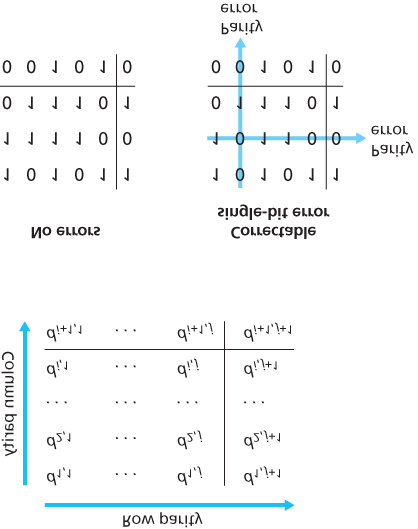 Row parity
Column parity
d1,1 ... d1,j d1,j+1
d2,1 ... d2,j d2,j+1
... ... ... ...
di,1 ... di,j di,j+1
di+1,1 ... di+1,j di+1,j+1
No errors
1 0 1 0 1 1
1 1 1 1 0 0
0 1 1 1 0 1
0 0 1 0 1 0
Correctable
single-bit error
1 0 1 0 1 1
1 0 1 1 0 0
0 1 1 1 0 1
0 0 1 0 1 0
Parity
error
Parity
error